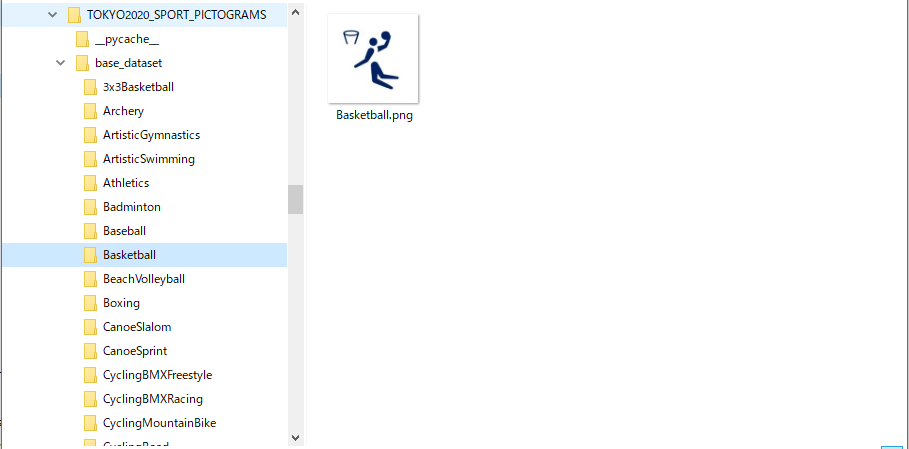 TOKYO2020_SPORT_PICTOGRAMS
__pycache__
base_dataset
3x3Basketball
Archery
ArtisticGymnastics
ArtisticSwimming
Athletics
Badminton
Baseball
Basketball
BeachVolleyball
Boxing
CanoeSlalom
CanoeSprint
CyclingBMXFreestyle
CyclingBMXRacing
CyclingMountainBike
CyclingRoad
Basketball.png